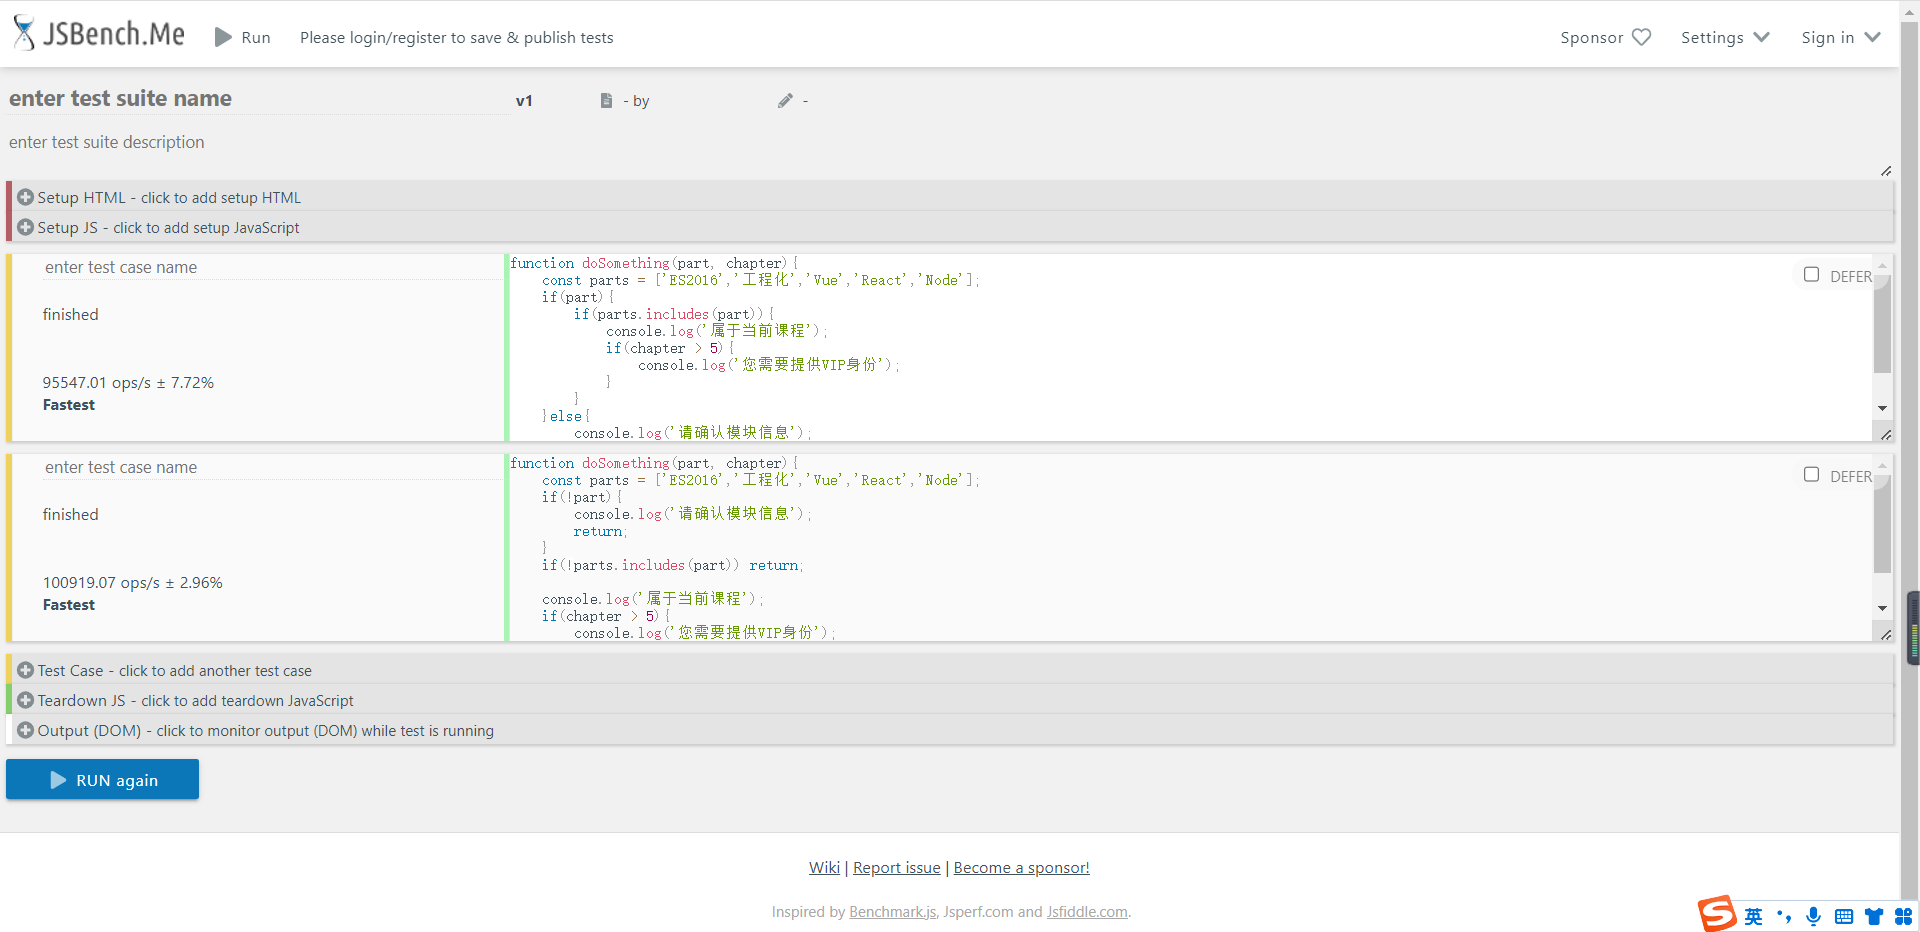 JSBench.Me
Run
Please login/register to save & publish tests
Sponsor
Settings
Sign in
enter test suite name
v1
- by
-
enter test suite description
Setup HTML - click to add setup HTML
Setup JS - click to add setup JavaScript
enter test case name
finished
95547.01 ops/s ± 7.72%
Fastest
function doSomething(part, chapter){
    const parts = ['ES2016','工程化','Vue','React','Node'];
    if(part){
        if(parts.includes(part)){
            console.log('属于当前课程');
            if(chapter > 5){
                console.log('您需要提供VIP身份');
            }
        }
    }else{
        console.log('请确认模块信息');
DEFER
enter test case name
finished
100919.07 ops/s ± 2.96%
Fastest
function doSomething(part, chapter){
    const parts = ['ES2016','工程化','Vue','React','Node'];
    if(!part){
        console.log('请确认模块信息');
        return;
    }
    if(!parts.includes(part)) return;
    console.log('属于当前课程');
    if(chapter > 5){
        console.log('您需要提供VIP身份');
DEFER
Test Case - click to add another test case
Teardown JS - click to add teardown JavaScript
Output (DOM) - click to monitor output (DOM) while test is running
RUN again
Wiki | Report issue | Become a sponsor!
Inspired by Benchmark.js, Jsperf.com and Jsfiddle.com.
英